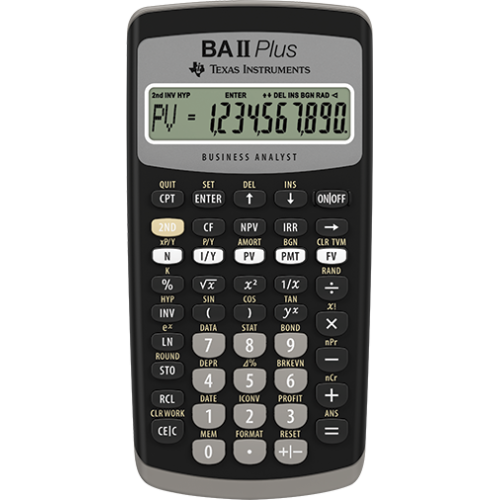 BA II Plus
TEXAS INSTRUMENTS
2nd INV HYP ENTER ↑↓ DEL INS BGN RAD ◁
PV = 1,234,567,890.
BUSINESS ANALYST
QUIT SET DEL INS
CPT ENTER ↑ ↓ ON|OFF
2ND CF NPV IRR →
xP/Y P/Y AMORT BGN CLR TVM
N I/Y PV PMT FV
K RAND
% √x x² 1/x ÷
HYP SIN COS TAN x!
INV ( ) yˣ ×
eˣ DATA STAT BOND nPr
LN 7 8 9 −
ROUND DEPR Δ% BRKEVN nCr
STO 4 5 6 +
DATE ICONV PROFIT
RCL 1 2 3
CLR WORK MEM FORMAT RESET ANS
CE|C 0 . +|− =